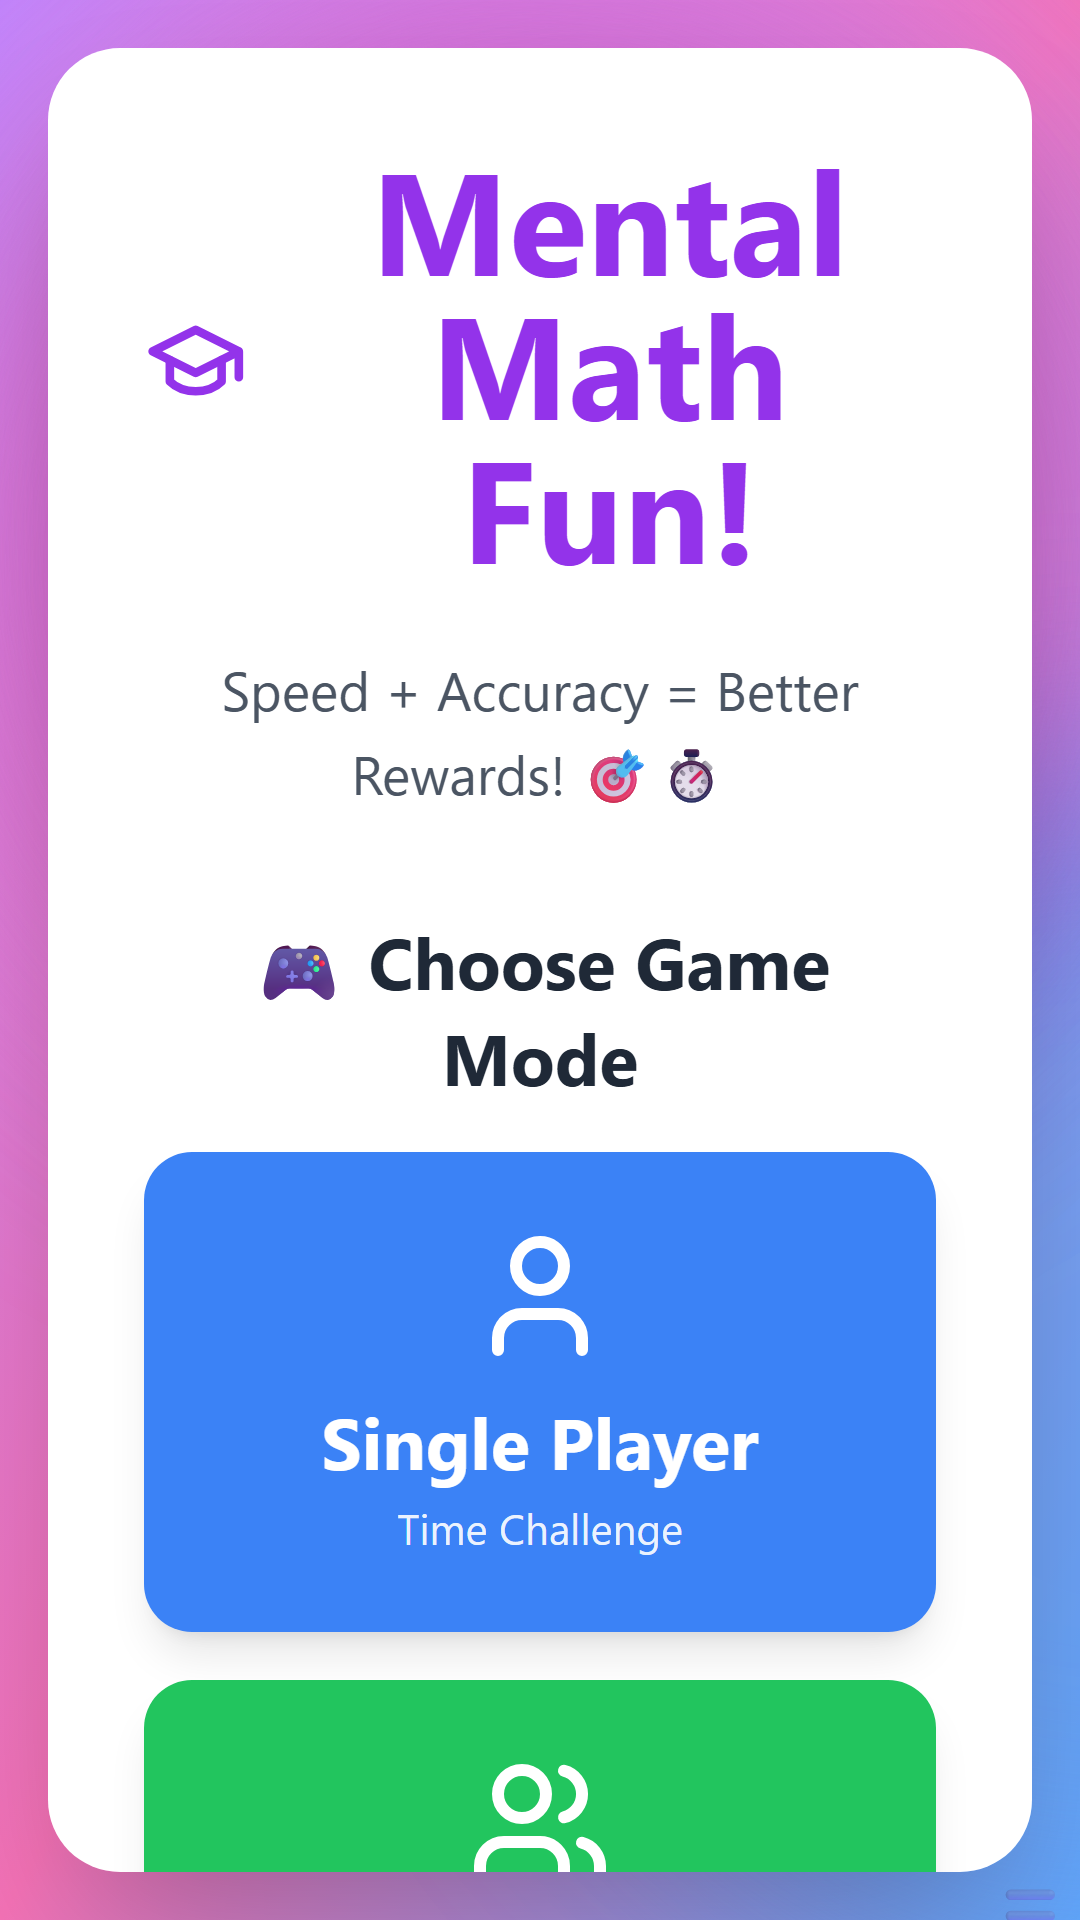 Mental
Math
Fun!
Speed + Accuracy = Better
Rewards! 🎯 ⏱️
🎮 Choose Game
Mode
Single Player
Time Challenge